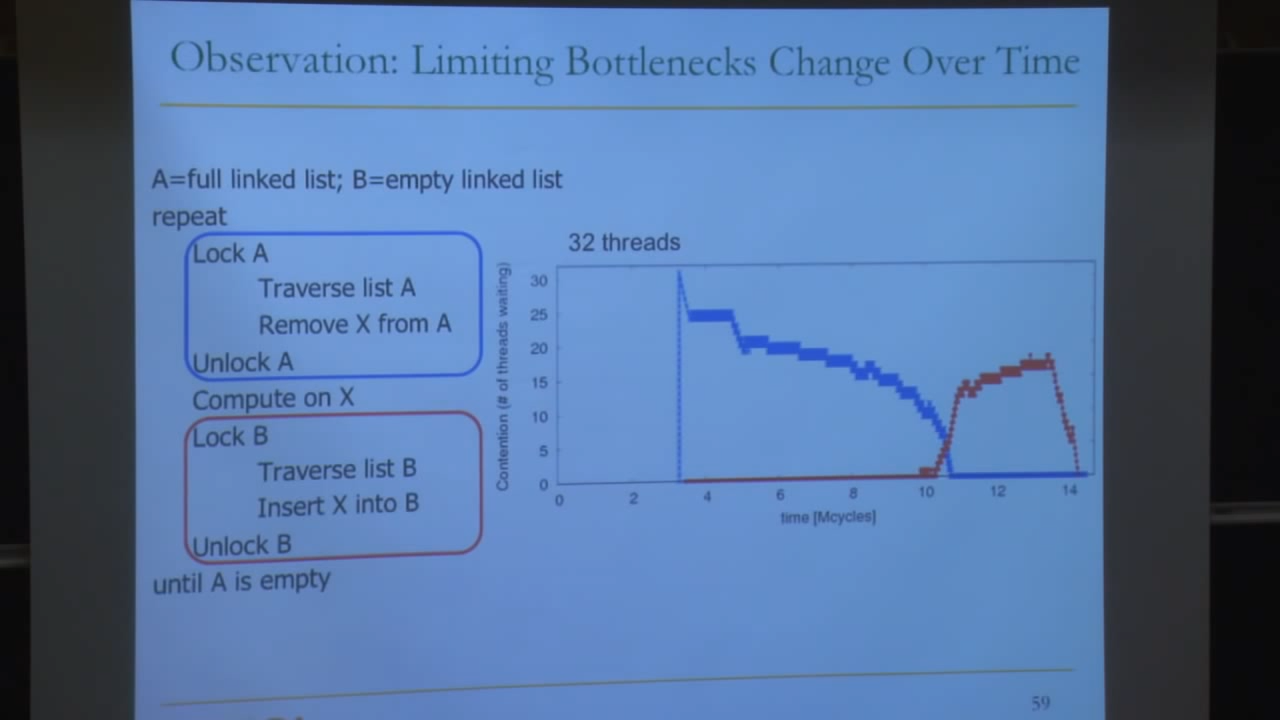 Observation: Limiting Bottlenecks Change Over Time
A=full linked list; B=empty linked list
repeat
Lock A
Traverse list A
Remove X from A
Unlock A
Compute on X
Lock B
Traverse list B
Insert X into B
Unlock B
until A is empty
32 threads
Contention (# of threads waiting)
30
25
20
15
10
5
0
0 2 4 6 8 10 12 14
time [Mcycles]
59